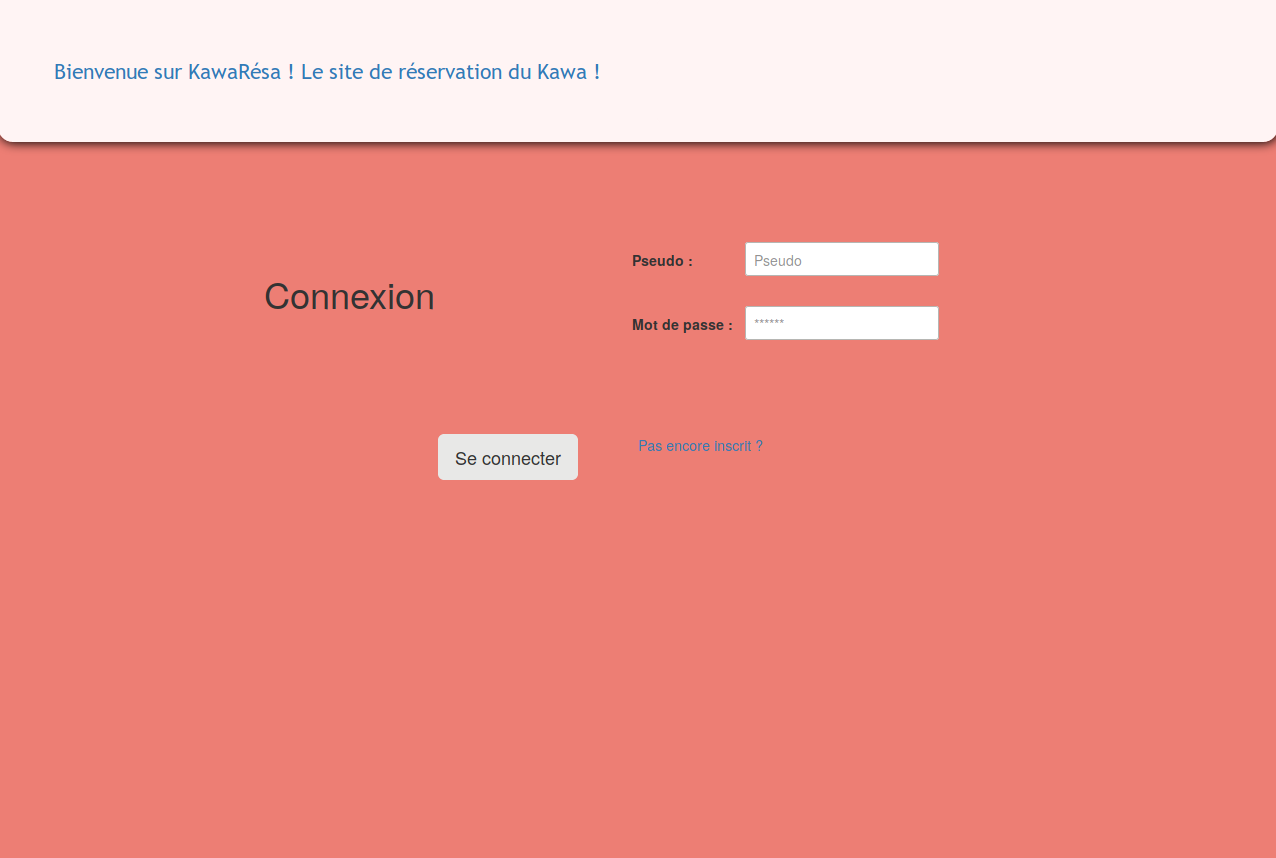 Bienvenue sur KawaRésa ! Le site de réservation du Kawa !
Connexion
Pseudo :
Pseudo
Mot de passe :
******
Se connecter
Pas encore inscrit ?